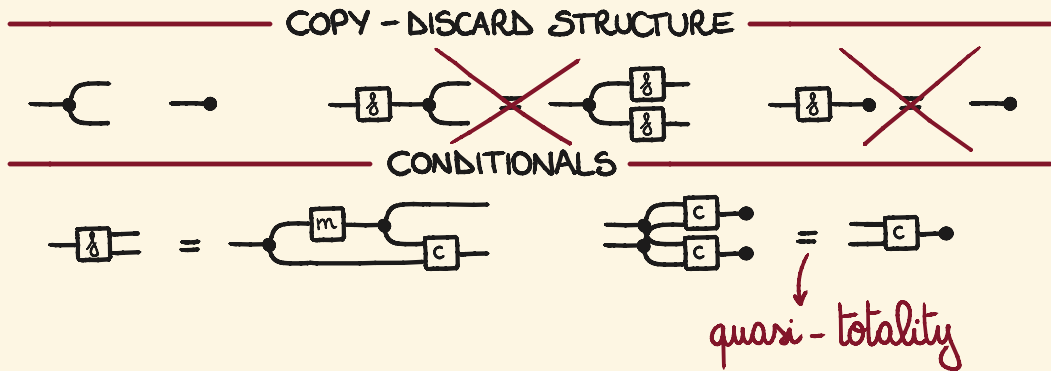 COPY - DISCARD STRUCTURE
f = f f f =
CONDITIONALS
f = m c c c = c
quasi - totality